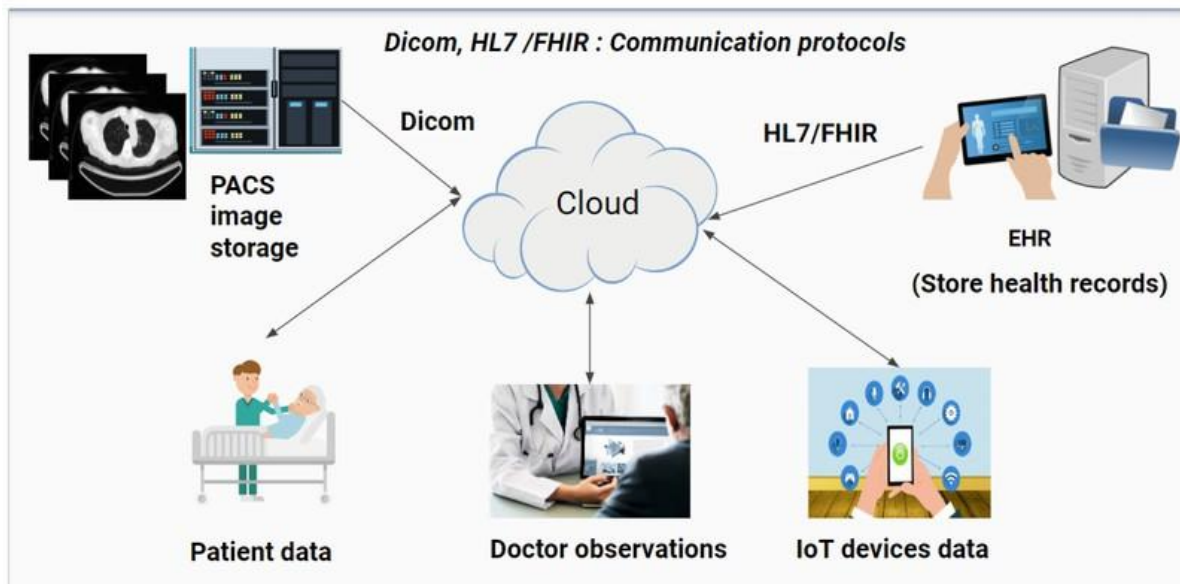 Dicom, HL7 /FHIR : Communication protocols
Dicom
HL7/FHIR
PACS
image
storage
Cloud
EHR
(Store health records)
Patient data
Doctor observations
IoT devices data